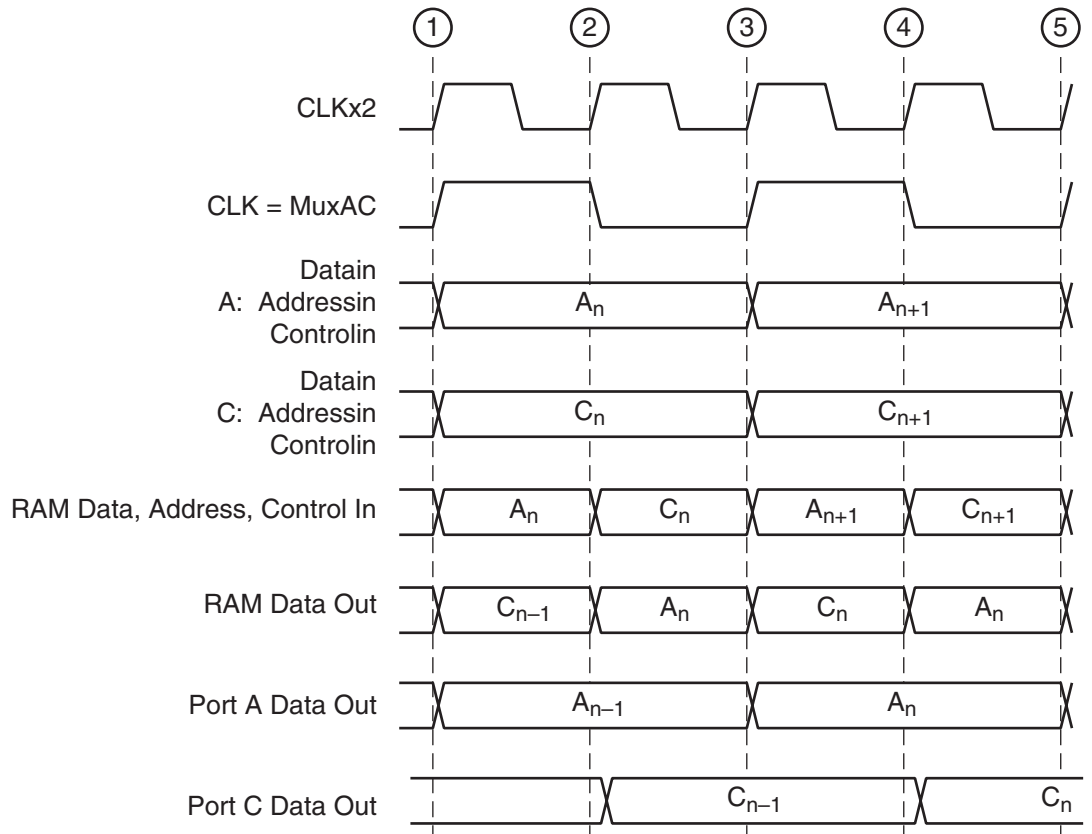 1 2 3 4 5
CLKx2
CLK = MuxAC
Datain
A: Addressin
Controlin
Aₙ Aₙ₊₁
Datain
C: Addressin
Controlin
Cₙ Cₙ₊₁
RAM Data, Address, Control In
Aₙ Cₙ Aₙ₊₁ Cₙ₊₁
RAM Data Out
Cₙ₋₁ Aₙ Cₙ Aₙ
Port A Data Out
Aₙ₋₁ Aₙ
Port C Data Out
Cₙ₋₁ Cₙ